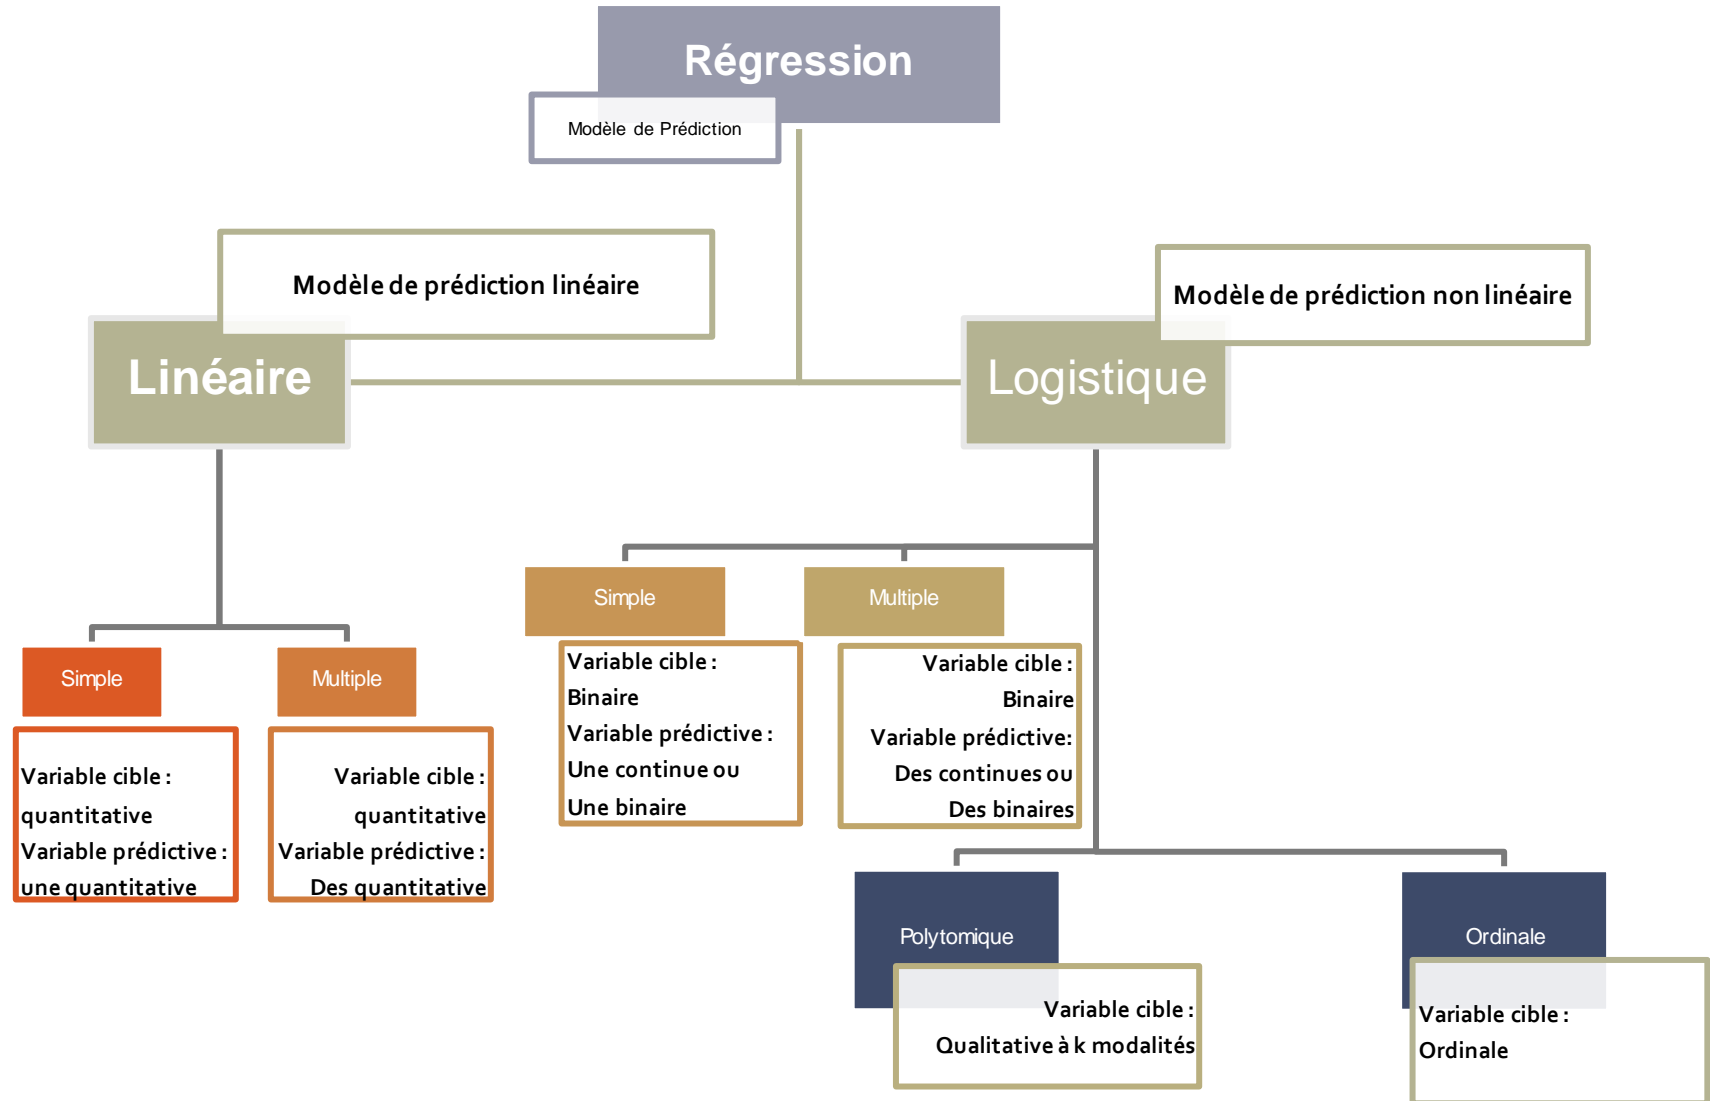 Régression
Modèle de Prédiction
Modèle de prédiction linéaire
Modèle de prédiction non linéaire
Linéaire
Logistique
Simple
Multiple
Variable cible :
Binaire
Variable prédictive :
Une continue ou
Une binaire
Variable cible :
Binaire
Variable prédictive:
Des continues ou
Des binaires
Simple
Multiple
Variable cible :
quantitative
Variable prédictive :
une quantitative
Variable cible :
quantitative
Variable prédictive :
Des quantitative
Polytomique
Ordinale
Variable cible :
Qualitative à k modalités
Variable cible :
Ordinale